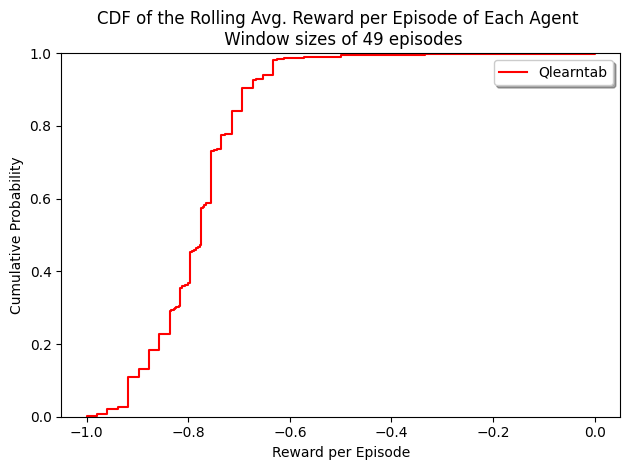 CDF of the Rolling Avg. Reward per Episode of Each Agent
Window sizes of 49 episodes
Qlearntab
1.0
0.8
0.6
0.4
0.2
0.0
Cumulative Probability
−1.0 −0.8 −0.6 −0.4 −0.2 0.0
Reward per Episode